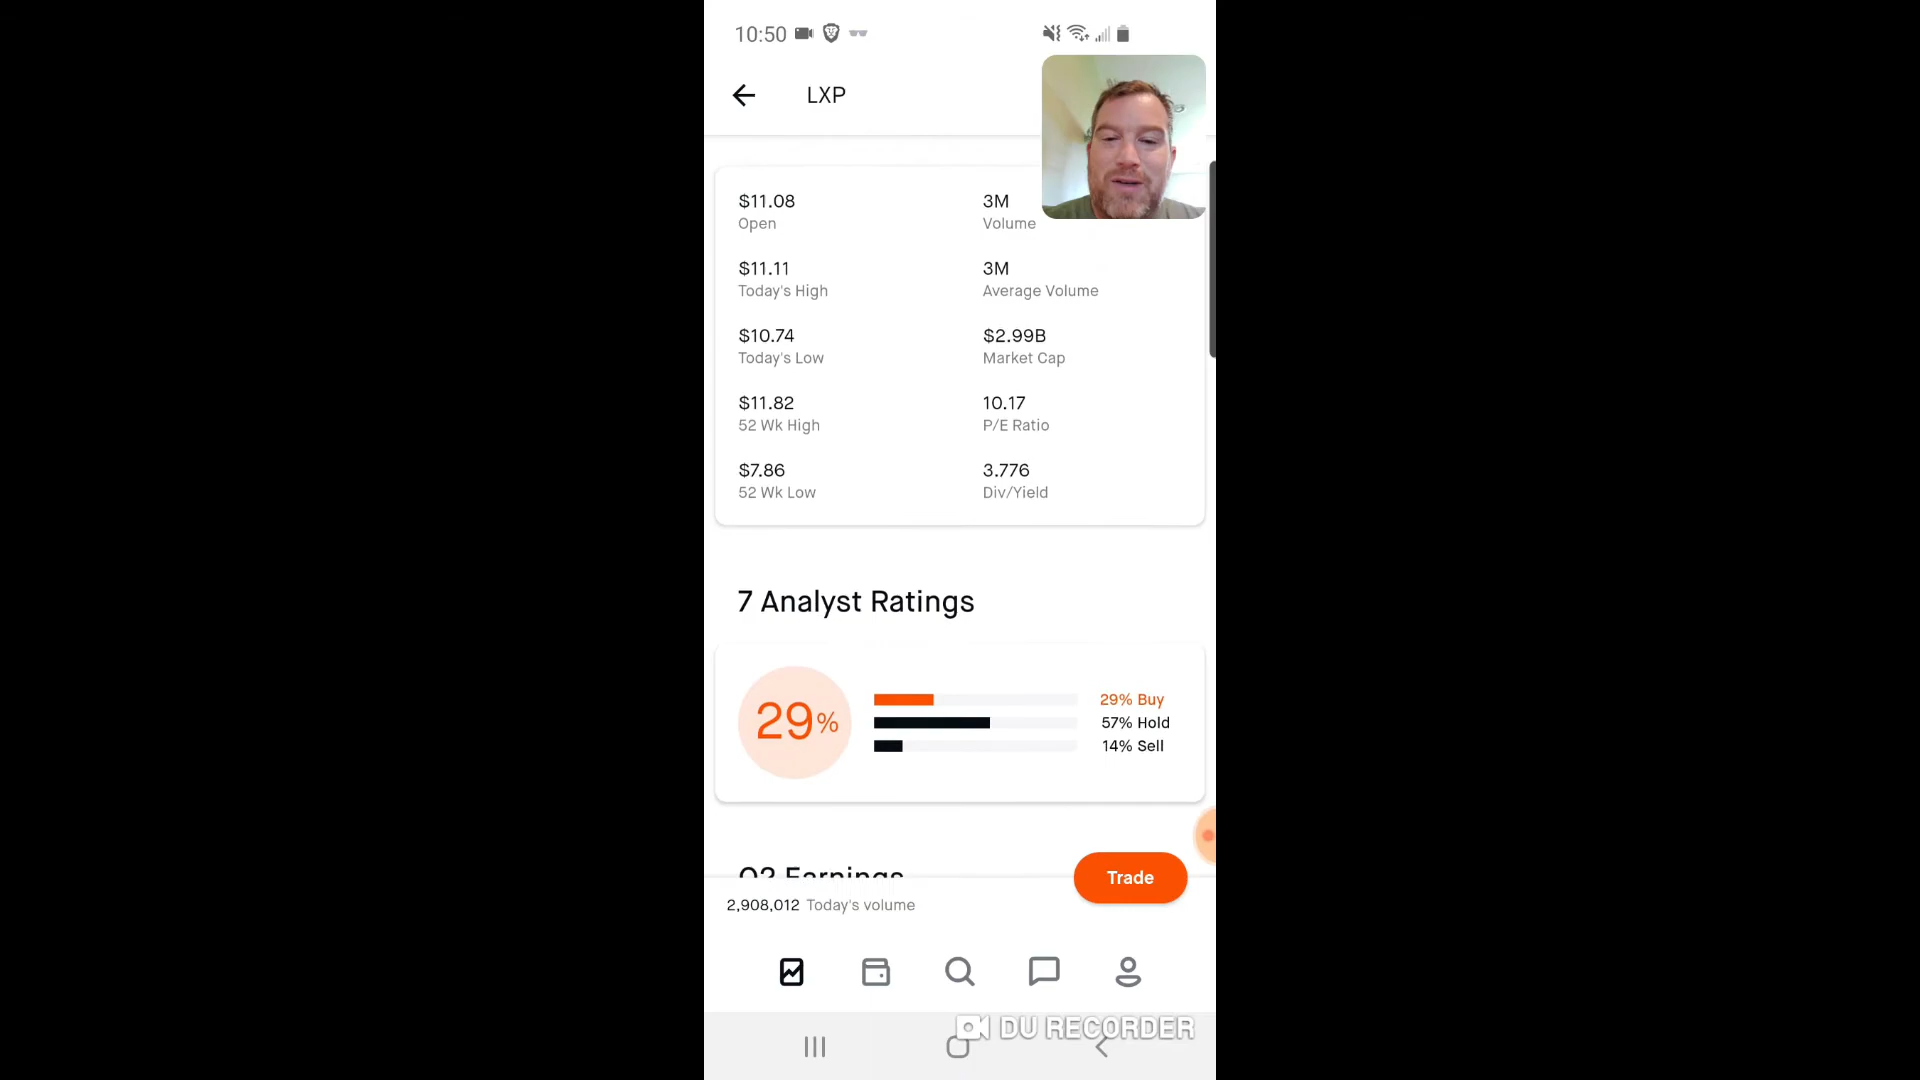 10:50
LXP
$11.08
Open
3M
Volume
$11.11
Today's High
3M
Average Volume
$10.74
Today's Low
$2.99B
Market Cap
$11.82
52 Wk High
10.17
P/E Ratio
$7.86
52 Wk Low
3.776
Div/Yield
7 Analyst Ratings
29%
29% Buy
57% Hold
14% Sell
Q2 Earnings
Trade
2,908,012 Today's volume
DU RECORDER